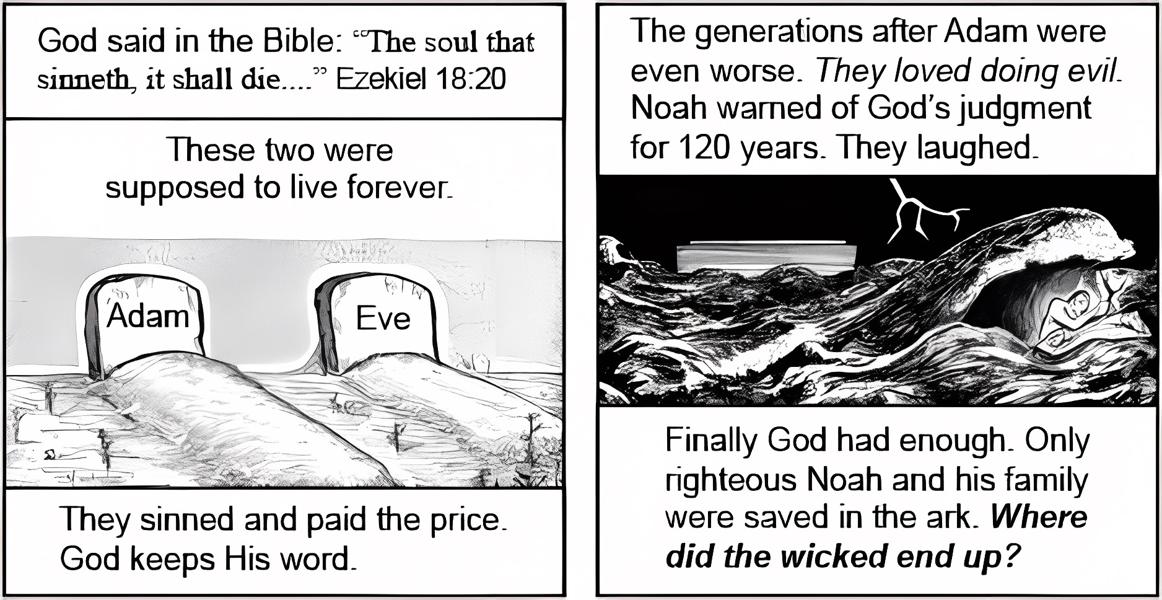 God said in the Bible: “The soul that
sinneth, it shall die....” Ezekiel 18:20
These two were
supposed to live forever.
Adam
Eve
They sinned and paid the price.
God keeps His word.
The generations after Adam were
even worse. They loved doing evil.
Noah warned of God’s judgment
for 120 years. They laughed.
Finally God had enough. Only
righteous Noah and his family
were saved in the ark. Where
did the wicked end up?